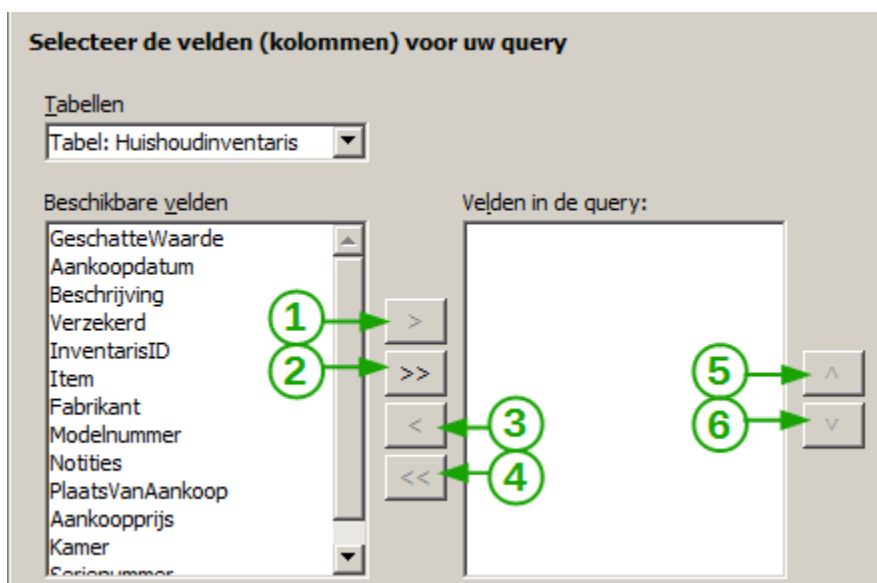 Selecteer de velden (kolommen) voor uw query
Tabellen
Tabel: Huishoudinventaris
Beschikbare velden
Velden in de query:
GeschatteWaarde
Aankoopdatum
Beschrijving
Verzekerd
InventarisID
Item
Fabrikant
Modelnummer
Notities
PlaatsVanAankoop
Aankoopprijs
Kamer
Serienummer
1 >
2 >>
< 3
<< 4
5 ^
6 v